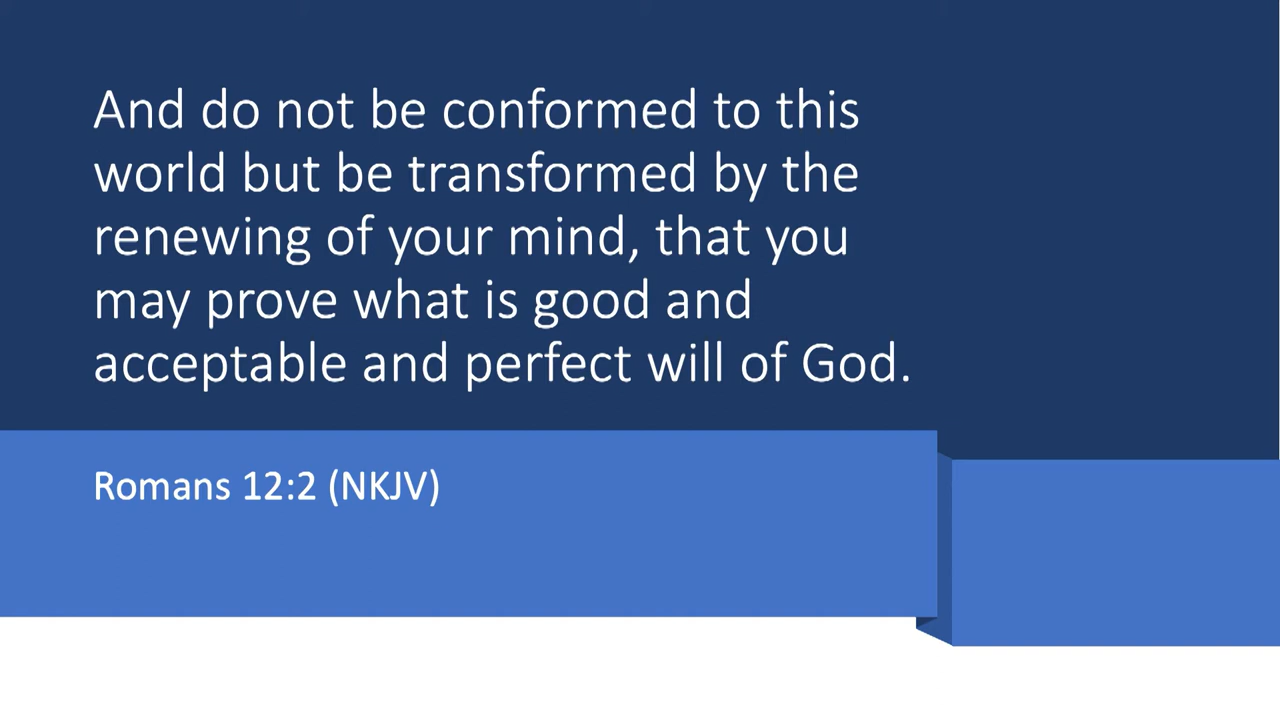 And do not be conformed to this
world but be transformed by the
renewing of your mind, that you
may prove what is good and
acceptable and perfect will of God.
Romans 12:2 (NKJV)